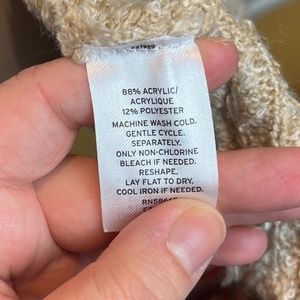 88% ACRYLIC/
ACRYLIQUE
12% POLYESTER
MACHINE WASH COLD.
GENTLE CYCLE.
SEPARATELY.
ONLY NON-CHLORINE
BLEACH IF NEEDED.
RESHAPE.
LAY FLAT TO DRY.
COOL IRON IF NEEDED.